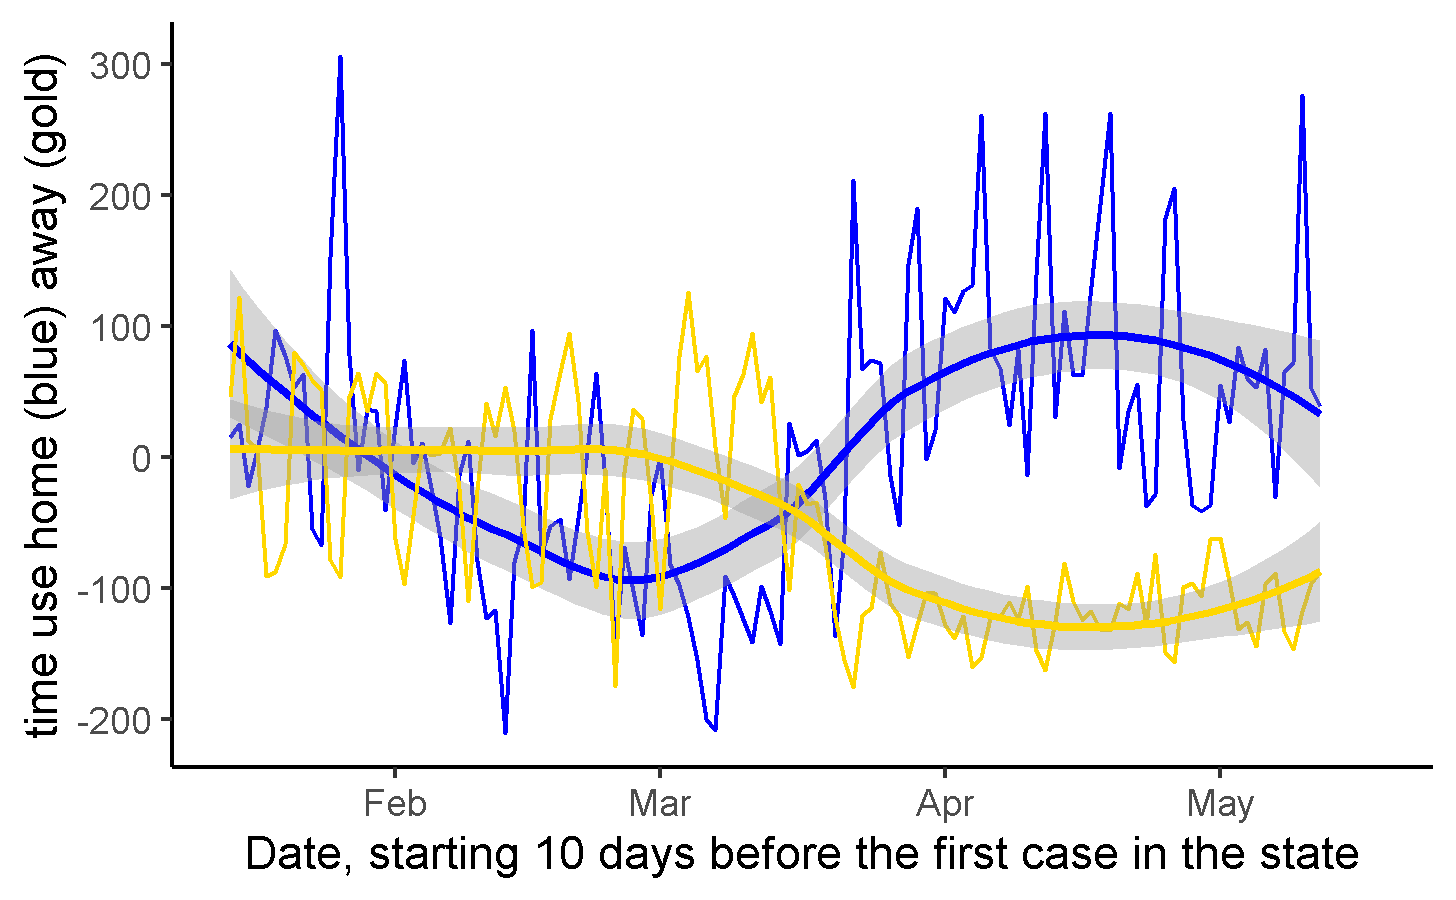 time use home (blue) away (gold)
300
200
100
0
-100
-200
Feb Mar Apr May
Date, starting 10 days before the first case in the state